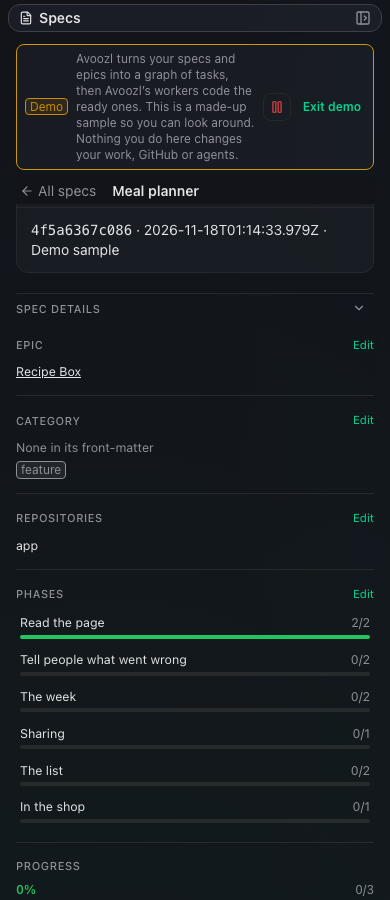 Specs
Demo
Avoozl turns your specs and
epics into a graph of tasks,
then Avoozl's workers code the
ready ones. This is a made-up
sample so you can look around.
Nothing you do here changes
your work, GitHub or agents.
Exit demo
← All specs
Meal planner
4f5a6367c086 · 2026-11-18T01:14:33.979Z ·
Demo sample
SPEC DETAILS
EPIC
Edit
Recipe Box
CATEGORY
Edit
None in its front-matter
feature
REPOSITORIES
Edit
app
PHASES
Edit
Read the page 2/2
Tell people what went wrong 0/2
The week 0/2
Sharing 0/1
The list 0/2
In the shop 0/1
PROGRESS
0% 0/3